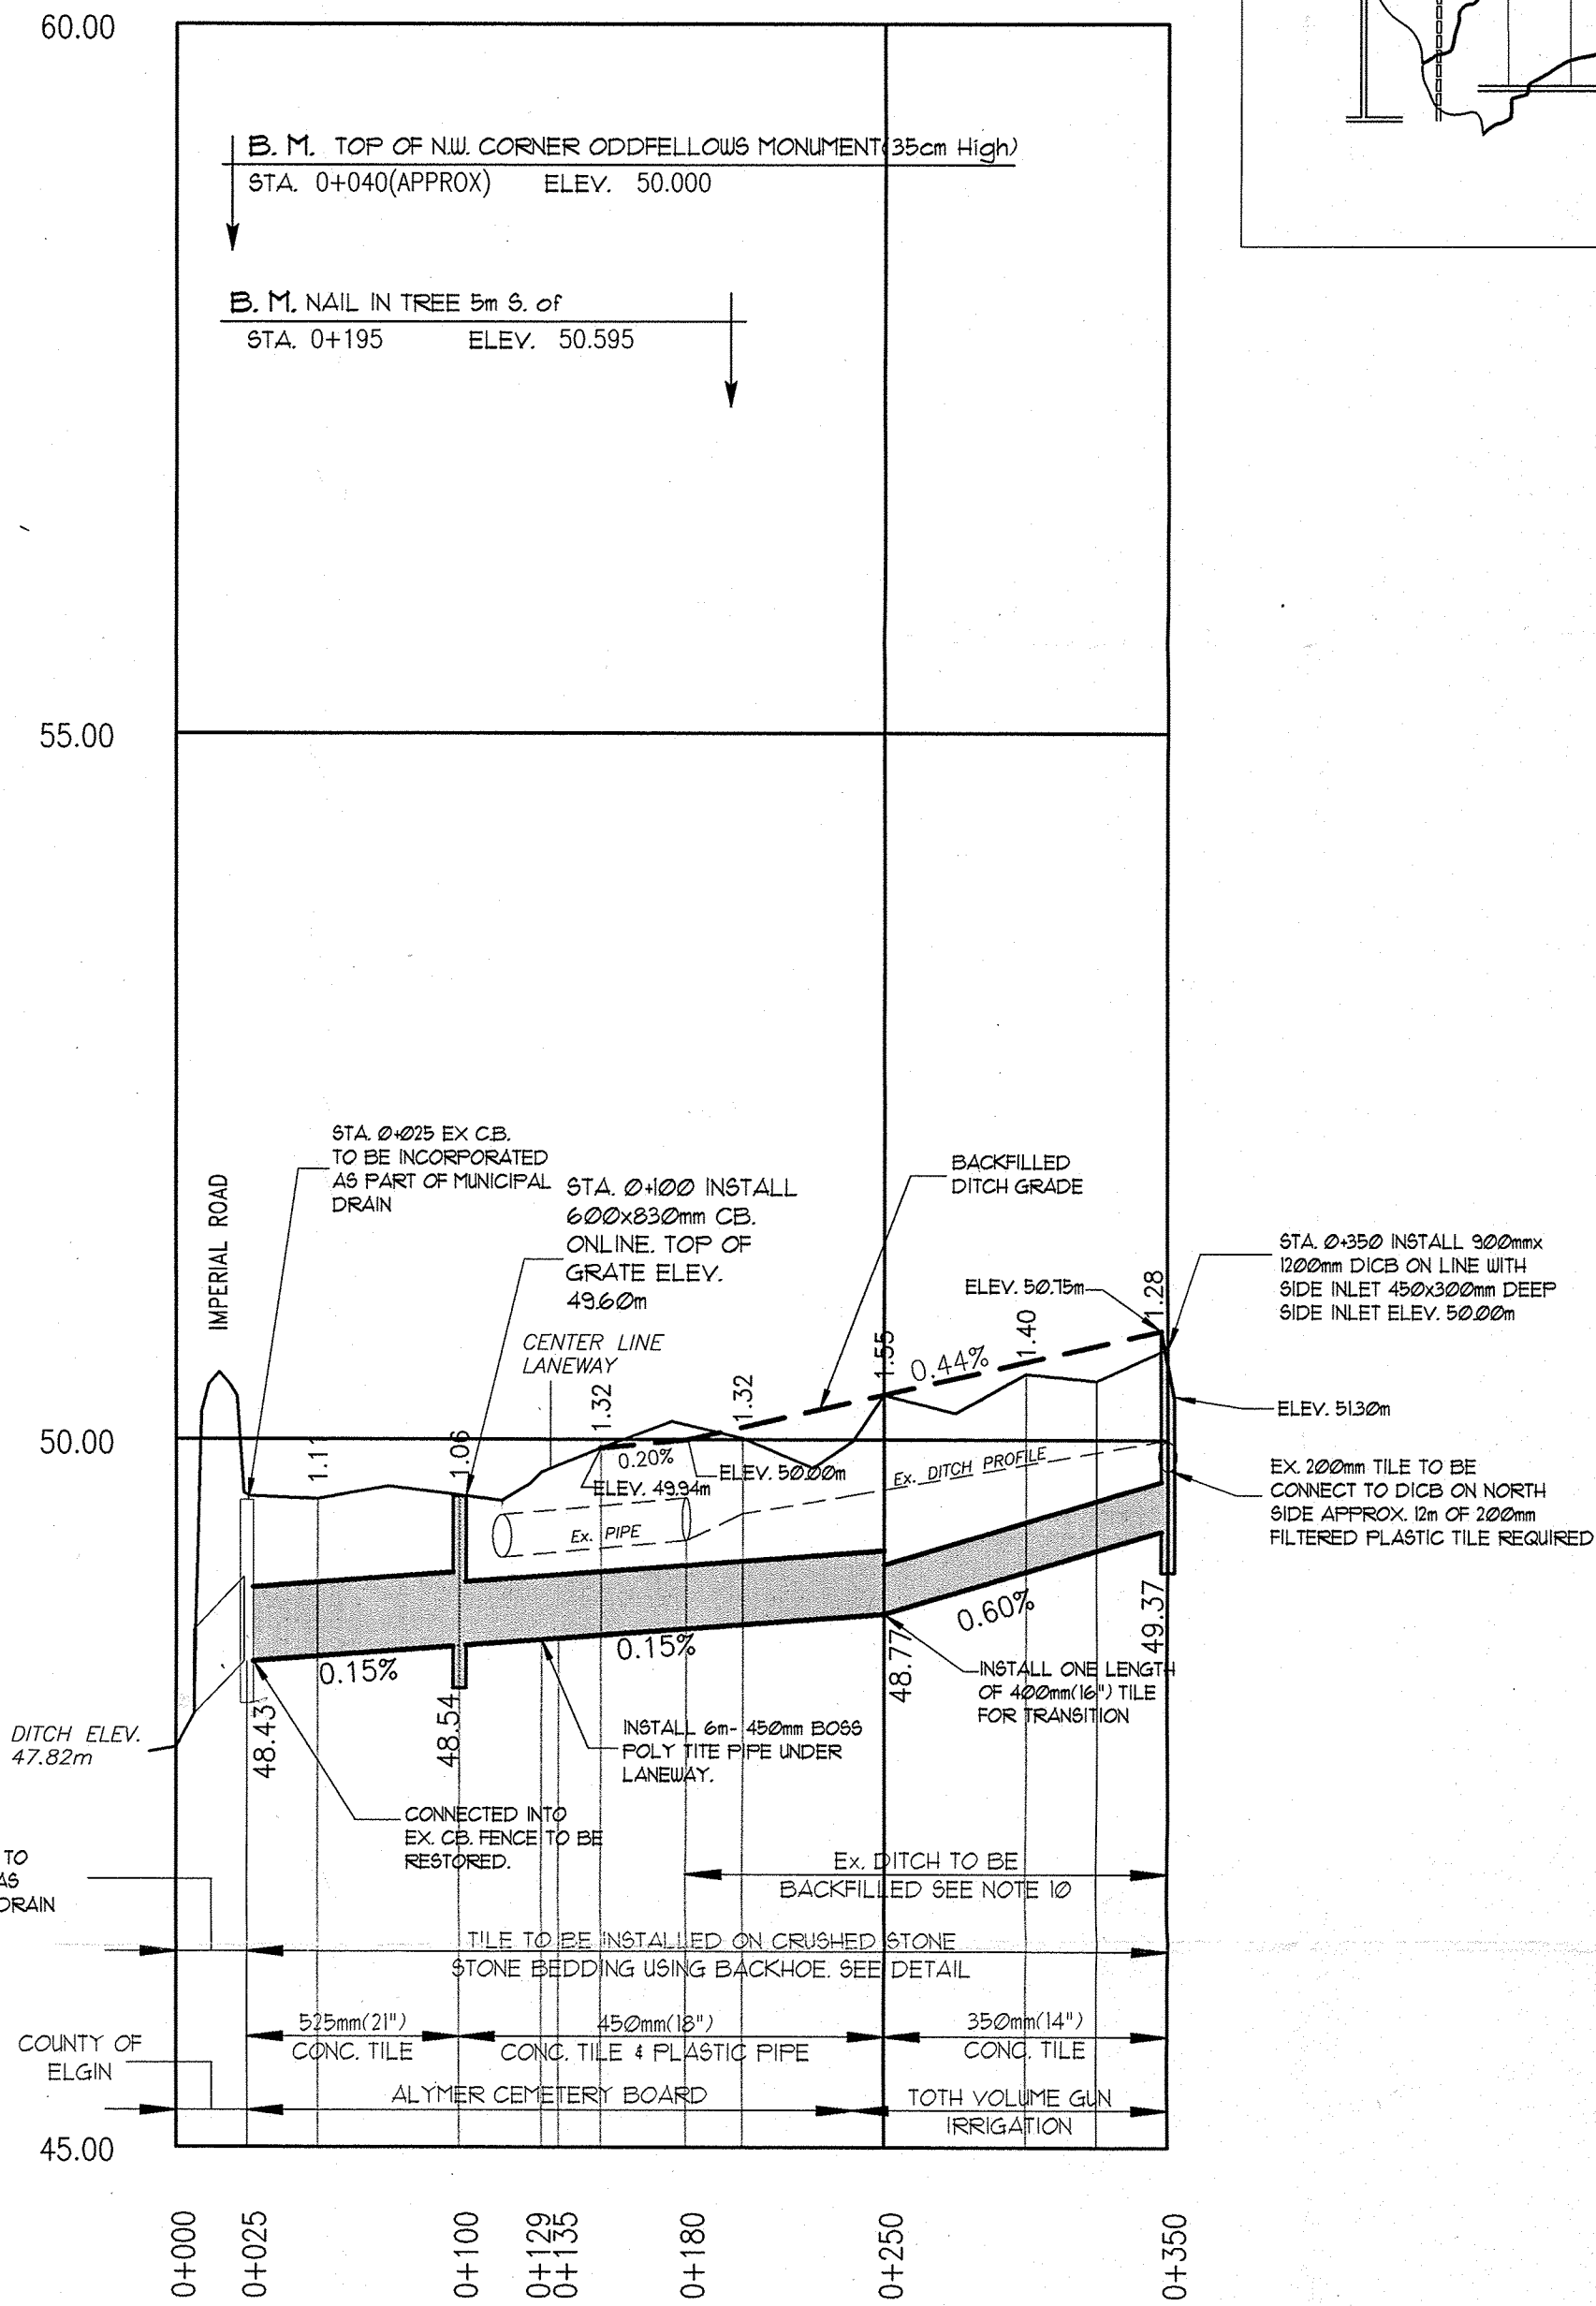 60.00
B. M. TOP OF N.W. CORNER ODDFELLOWS MONUMENT(35cm High)
STA. 0+040(APPROX) ELEV. 50.000
B. M. NAIL IN TREE 5m S. of
STA. 0+195 ELEV. 50.595
55.00
STA. 0+025 EX C.B.
TO BE INCORPORATED
AS PART OF MUNICIPAL
DRAIN
IMPERIAL ROAD
STA. 0+100 INSTALL
600x830mm CB.
ONLINE. TOP OF
GRATE ELEV.
49.60m
CENTER LINE
LANEWAY
BACKFILLED
DITCH GRADE
STA. 0+350 INSTALL 900mmx
1200mm DICB ON LINE WITH
SIDE INLET 450x300mm DEEP
SIDE INLET ELEV. 50.00m
ELEV. 50.75m
1.28
1.40
1.55
0.44%
1.32
1.32
ELEV. 51.30m
50.00
1.11
1.06
0.20%
ELEV. 50.00m
ELEV. 49.94m
Ex. DITCH PROFILE
Ex. PIPE
EX. 200mm TILE TO BE
CONNECT TO DICB ON NORTH
SIDE APPROX. 12m OF 200mm
FILTERED PLASTIC TILE REQUIRED
0.60%
49.37
0.15%
0.15%
48.77
INSTALL ONE LENGTH
OF 400mm(16") TILE
FOR TRANSITION
DITCH ELEV.
47.82m
48.43
48.54
INSTALL 6m- 450mm BOSS
POLY TITE PIPE UNDER
LANEWAY.
CONNECTED INTO
EX. CB. FENCE TO BE
RESTORED.
TO
AS
DRAIN
Ex. DITCH TO BE
BACKFILLED SEE NOTE 10
TILE TO BE INSTALLED ON CRUSHED STONE
STONE BEDDING USING BACKHOE. SEE DETAIL
525mm(21")
CONC. TILE
450mm(18")
CONC. TILE & PLASTIC PIPE
350mm(14")
CONC. TILE
COUNTY OF
ELGIN
ALYMER CEMETERY BOARD
TOTH VOLUME GUN
IRRIGATION
45.00
0+000
0+025
0+100
0+129
0+135
0+180
0+250
0+350